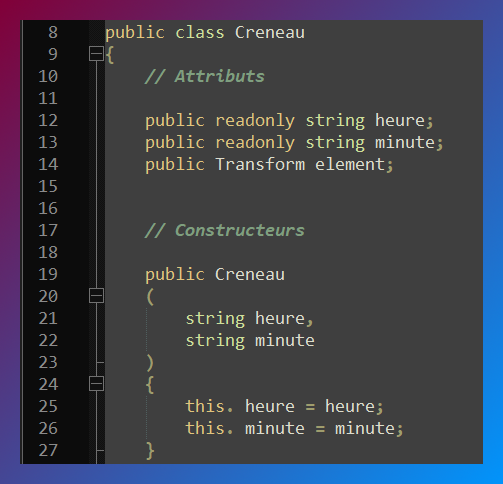 8 public class Creneau
9 {
10 // Attributs
11
12 public readonly string heure;
13 public readonly string minute;
14 public Transform element;
15
16
17 // Constructeurs
18
19 public Creneau
20 (
21 string heure,
22 string minute
23 )
24 {
25 this. heure = heure;
26 this. minute = minute;
27 }